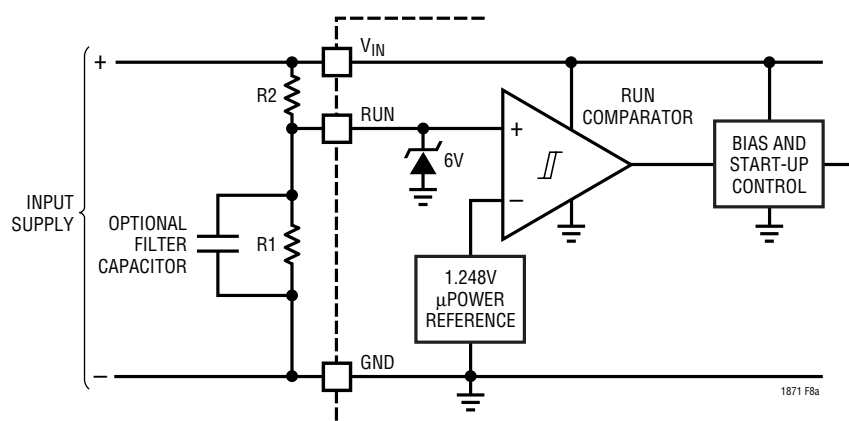 +
V_IN
R2
RUN
RUN
COMPARATOR
+
6V
BIAS AND
START-UP
CONTROL
INPUT
SUPPLY
OPTIONAL
FILTER
CAPACITOR
R1
−
1.248V
µPOWER
REFERENCE
GND
−
1871 F8a